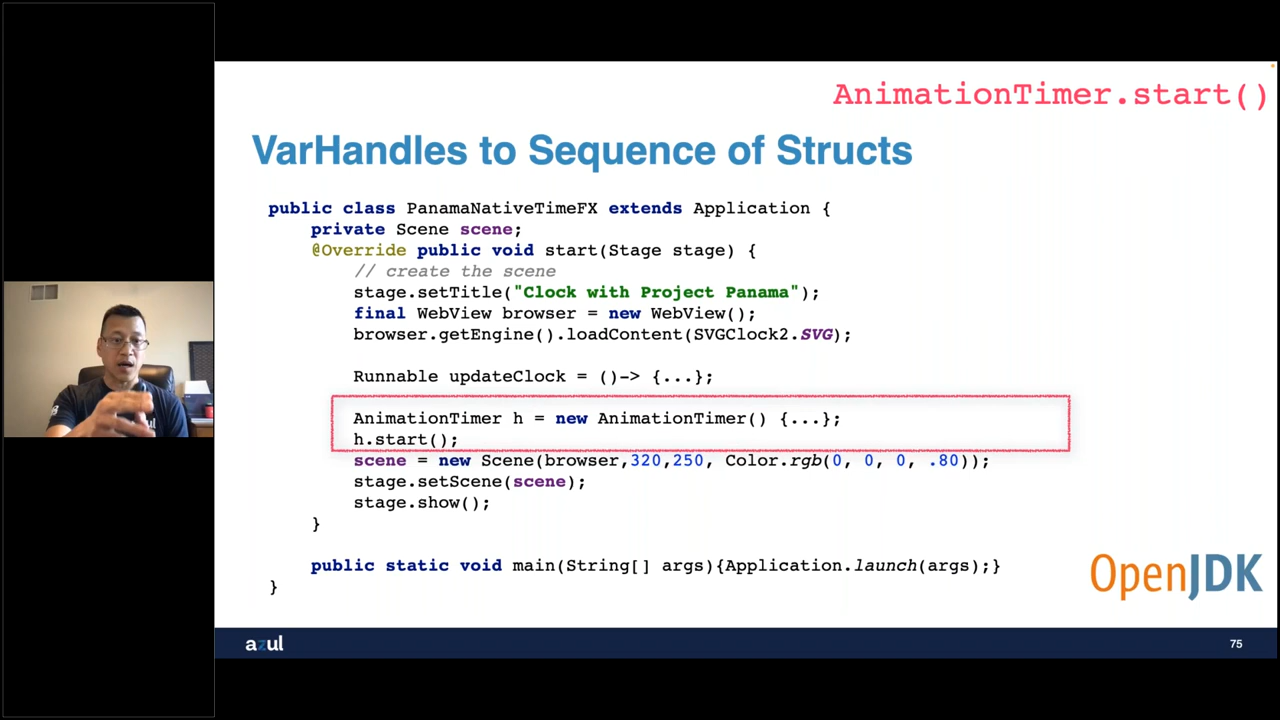 AnimationTimer.start()
VarHandles to Sequence of Structs
public class PanamaNativeTimeFX extends Application {
private Scene scene;
@Override public void start(Stage stage) {
// create the scene
stage.setTitle("Clock with Project Panama");
final WebView browser = new WebView();
browser.getEngine().loadContent(SVGClock2.SVG);
Runnable updateClock = ()-> {...};
AnimationTimer h = new AnimationTimer() {...};
h.start();
scene = new Scene(browser,320,250, Color.rgb(0, 0, 0, .80));
stage.setScene(scene);
stage.show();
}
public static void main(String[] args){Application.launch(args);}
}
OpenJDK
azul
75